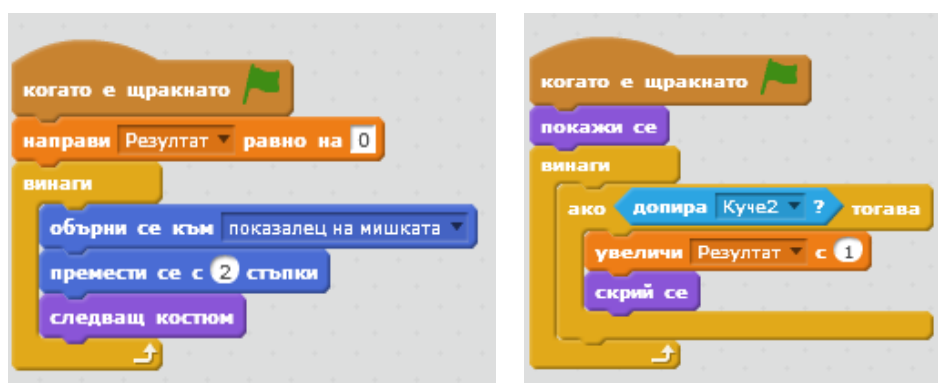 когато е щракнато
направи Резултат равно на 0
винаги
обърни се към показалец на мишката
премести се с 2 стъпки
следващ костюм
когато е щракнато
покажи се
винаги
ако допира Куче2 ? тогава
увеличи Резултат с 1
скрий се